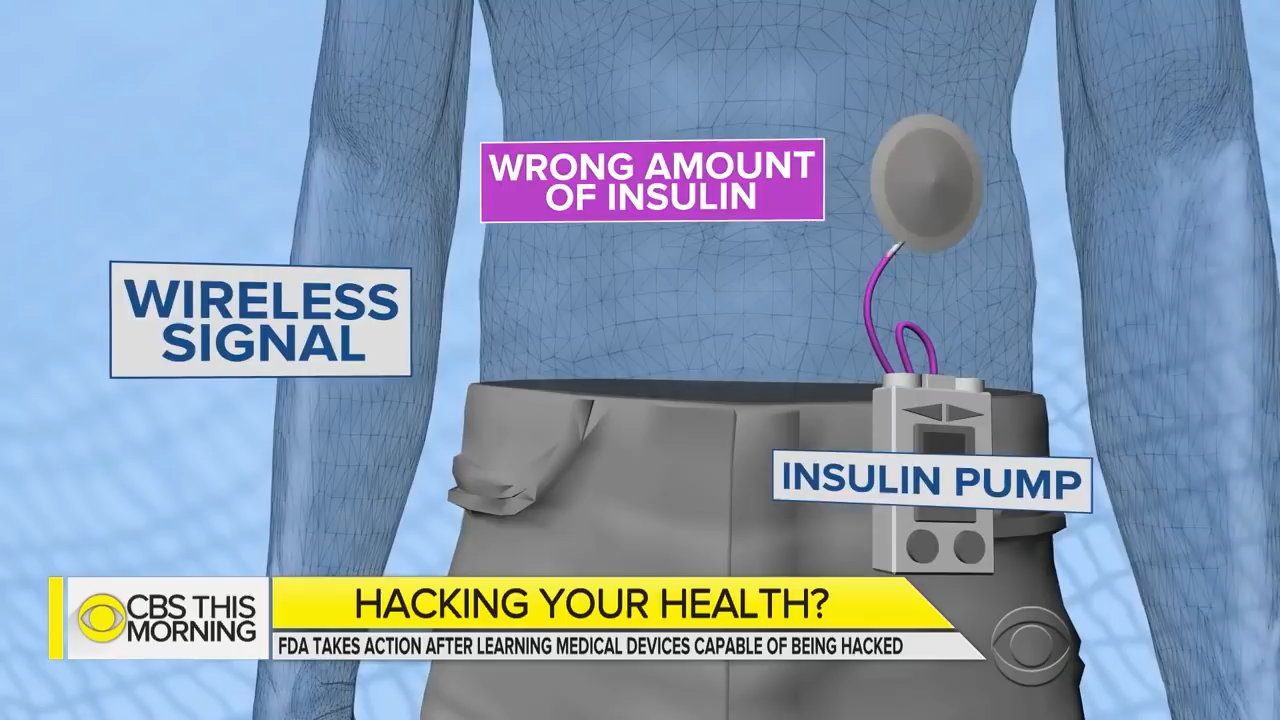 WRONG AMOUNT
OF INSULIN
WIRELESS
SIGNAL
INSULIN PUMP
CBS THIS
MORNING
HACKING YOUR HEALTH?
FDA TAKES ACTION AFTER LEARNING MEDICAL DEVICES CAPABLE OF BEING HACKED